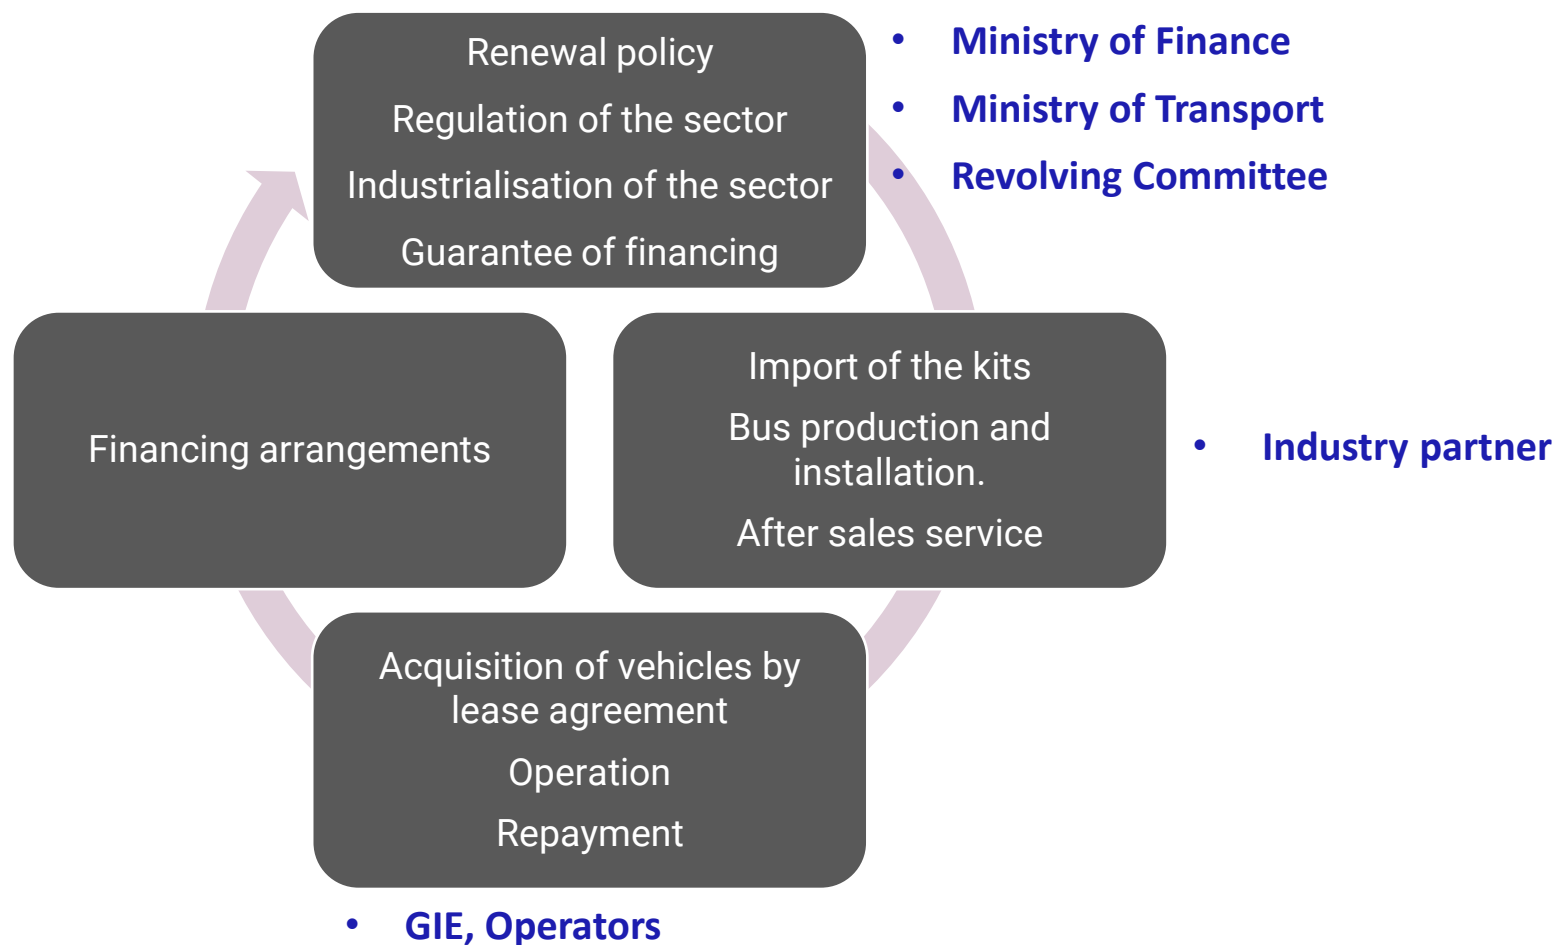 Renewal policy
Regulation of the sector
Industrialisation of the sector
Guarantee of financing
• Ministry of Finance
• Ministry of Transport
• Revolving Committee
Financing arrangements
Import of the kits
Bus production and
installation.
After sales service
• Industry partner
Acquisition of vehicles by
lease agreement
Operation
Repayment
• GIE, Operators